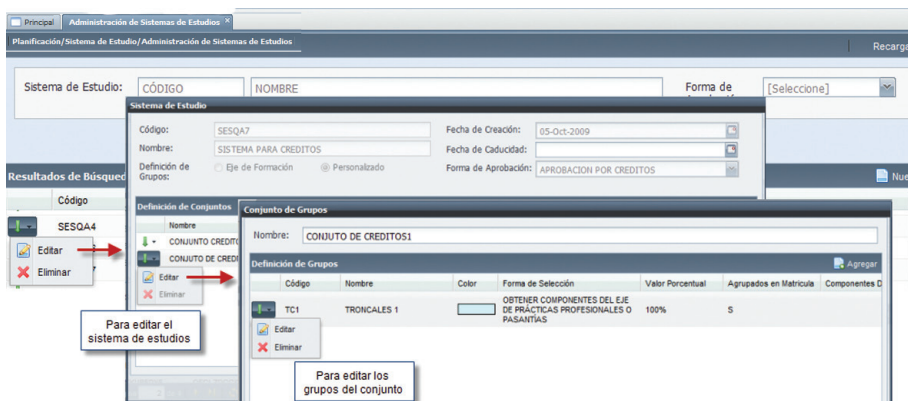 Principal
Administración de Sistemas de Estudios
Planificación/Sistema de Estudio/Administración de Sistemas de Estudios
Recarga
Sistema de Estudio:
CÓDIGO
NOMBRE
Forma de
[Seleccione]
Sistema de Estudio
Código:
SESQA7
Fecha de Creación:
05-Oct-2009
Nombre:
SISTEMA PARA CREDITOS
Fecha de Caducidad:
Definición de
Grupos:
Eje de Formación
Personalizado
Forma de Aprobación:
APROBACION POR CREDITOS
Resultados de Búsqued
Nue
Código
SESQA4
Editar
Eliminar
Definición de Conjuntos
Nombre
CONJUNTO CREDITO
CONJUTO DE CREDI
Editar
Eliminar
Para editar el
sistema de estudios
Conjunto de Grupos
Nombre:
CONJUTO DE CREDITOS1
Definición de Grupos
Agregar
Código
Nombre
Color
Forma de Selección
Valor Porcentual
Agrupados en Matricula
Componentes D
TC1
TRONCALES 1
OBTENER COMPONENTES DEL EJE
DE PRÁCTICAS PROFESIONALES O
PASANTÍAS
100%
S
Editar
Eliminar
Para editar los
grupos del conjunto